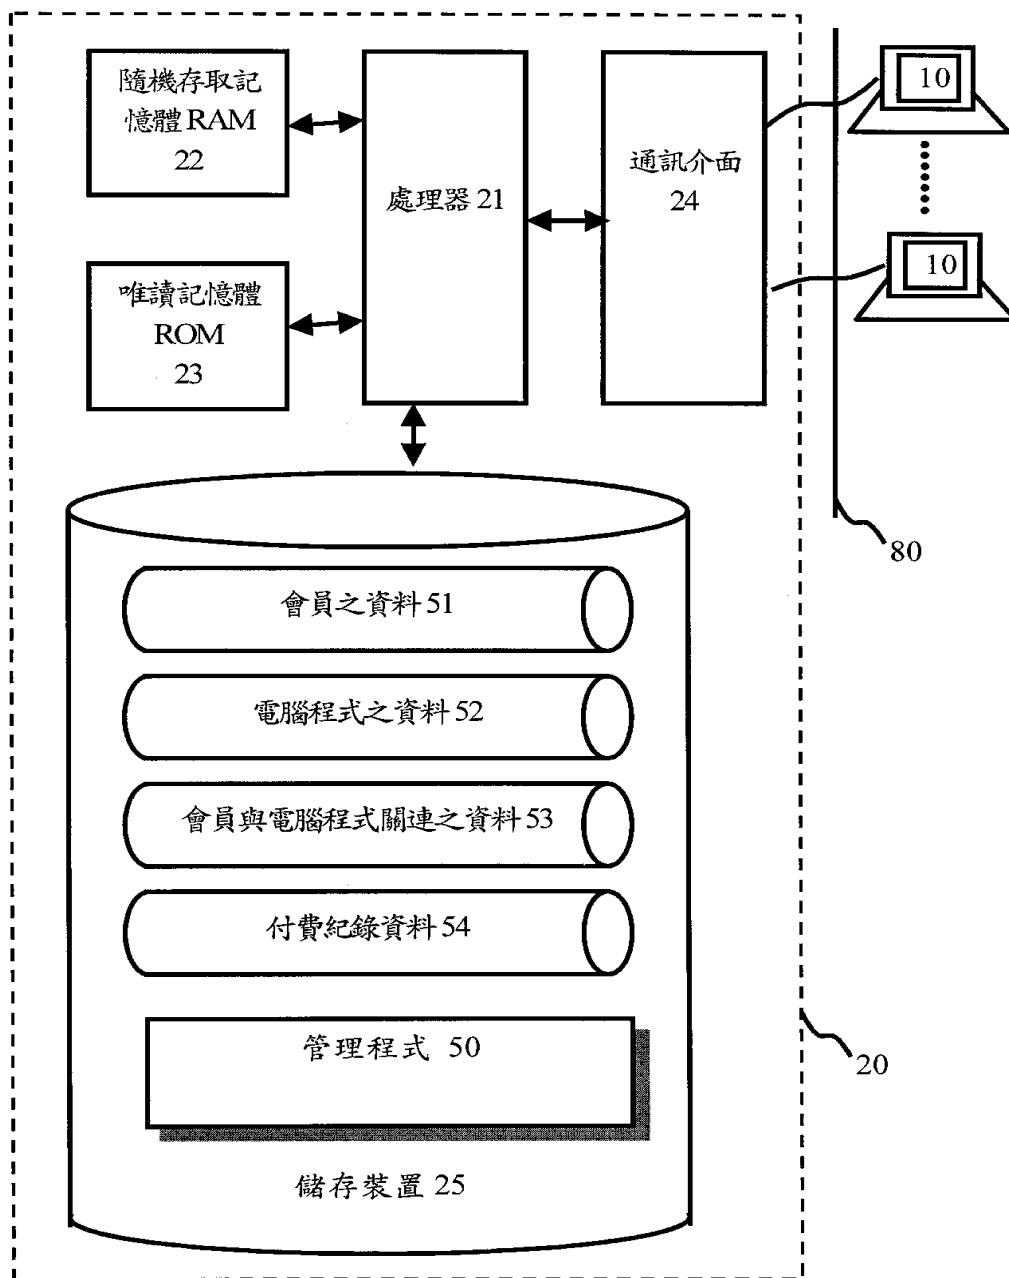 隨機存取記
憶體 RAM
22
處理器 21
通訊介面
24
10
10
唯讀記憶體
ROM
23
80
會員之資料 51
電腦程式之資料 52
會員與電腦程式關連之資料 53
付費紀錄資料 54
管理程式 50
20
儲存裝置 25